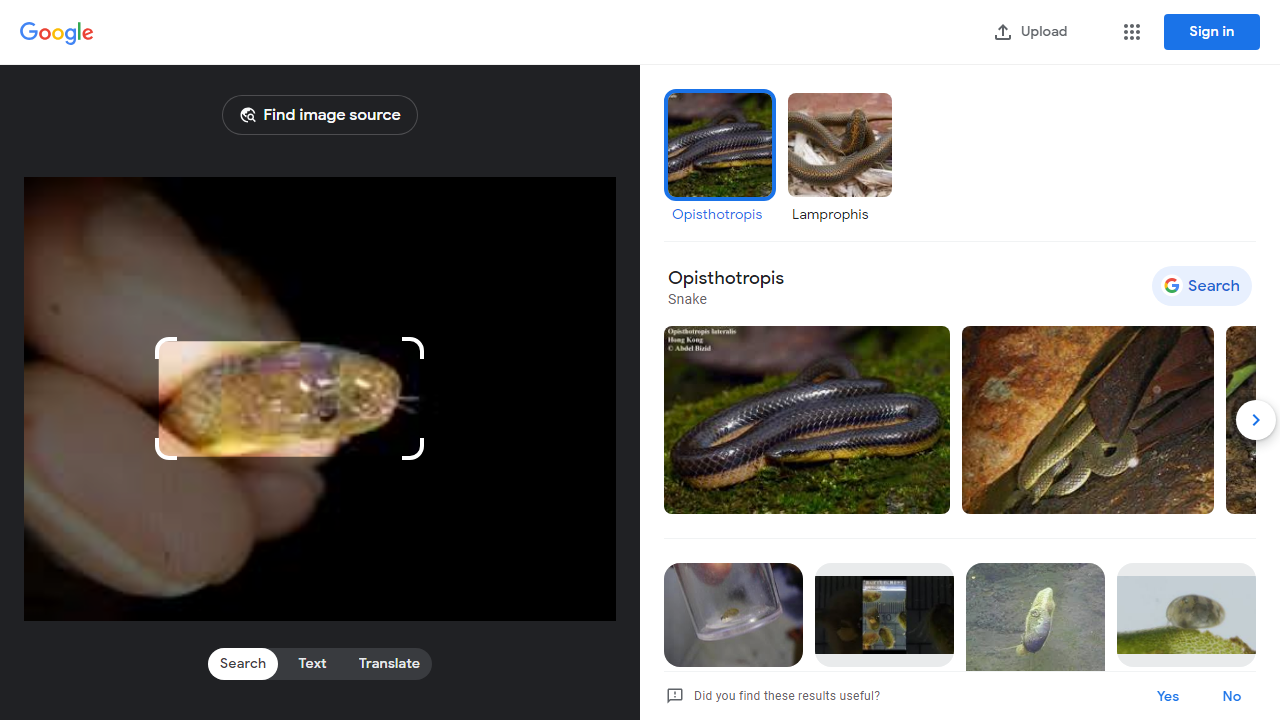 Google
Upload
Sign in
Find image source
Opisthotropis
Lamprophis
Opisthotropis
Snake
Search
Opisthotropis lateralis
Hong Kong
© Abdel Bizid
Search
Text
Translate
Did you find these results useful?
Yes
No